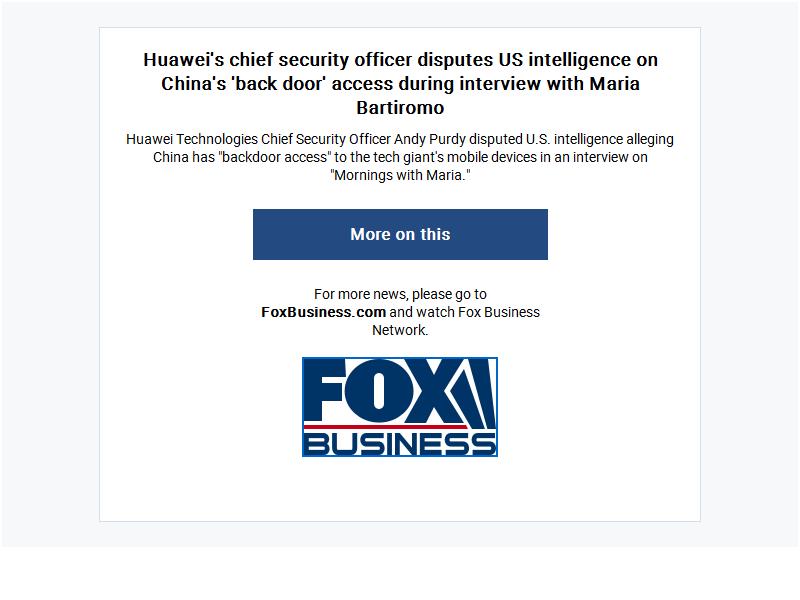 Huawei's chief security officer disputes US intelligence on
China's 'back door' access during interview with Maria
Bartiromo
Huawei Technologies Chief Security Officer Andy Purdy disputed U.S. intelligence alleging
China has "backdoor access" to the tech giant's mobile devices in an interview on
"Mornings with Maria."
More on this
For more news, please go to
FoxBusiness.com and watch Fox Business
Network.
FOX
BUSINESS